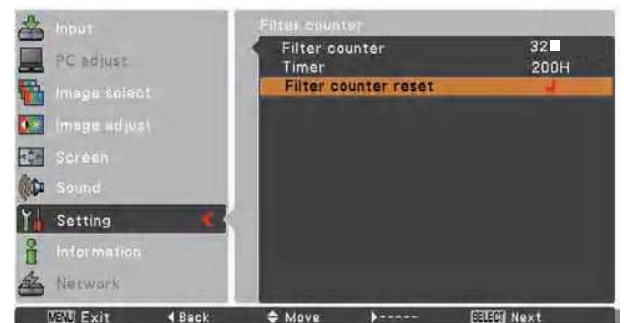 Input
PC adjust
Image select
Image adjust
Screen
Sound
Setting
Information
Network
Filter counter
Filter counter 32
Timer 200H
Filter counter reset
MENU Exit Back Move ----- SELECT Next